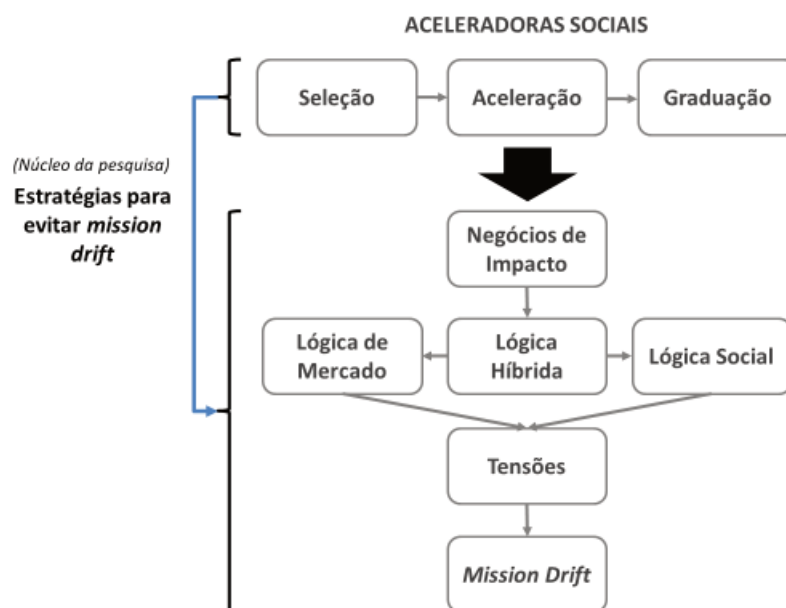 ACELERADORAS SOCIAIS
Seleção
Aceleração
Graduação
(Núcleo da pesquisa)
Estratégias para
evitar mission
drift
Negócios de
Impacto
Lógica de
Mercado
Lógica
Híbrida
Lógica Social
Tensões
Mission Drift